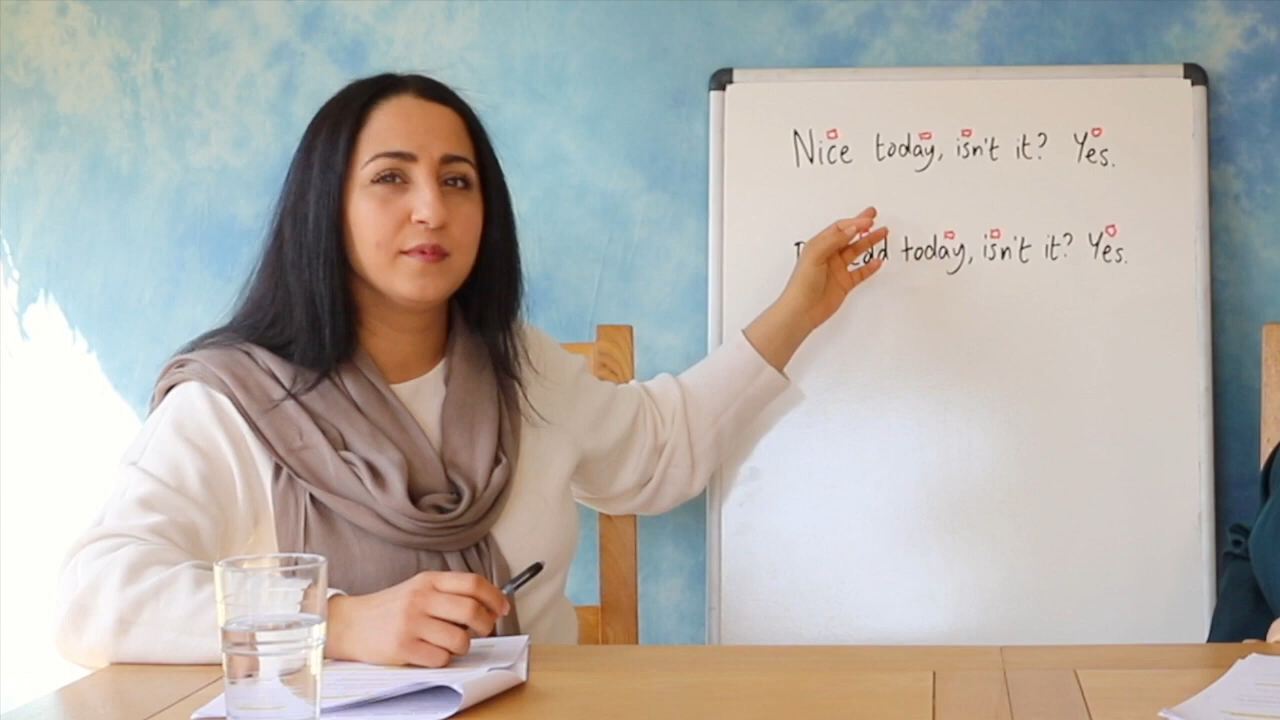 Nice today, isn't it? Yes.
today, isn't it? Yes.